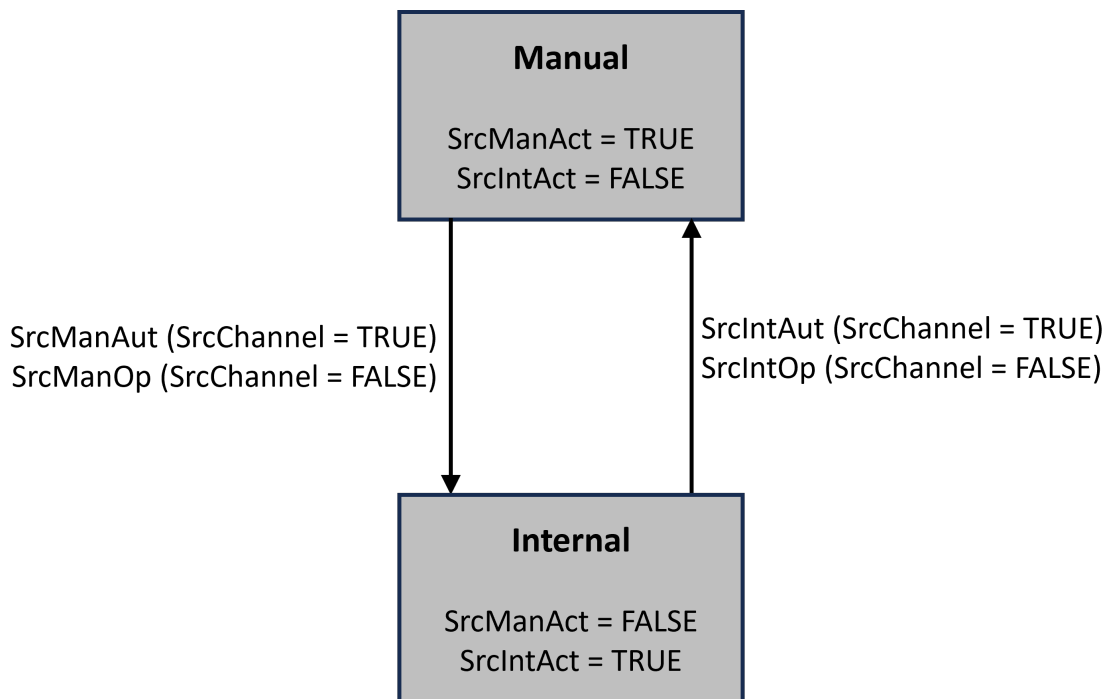 Manual
SrcManAct = TRUE
SrcIntAct = FALSE
SrcManAut (SrcChannel = TRUE)
SrcManOp (SrcChannel = FALSE)
SrcIntAut (SrcChannel = TRUE)
SrcIntOp (SrcChannel = FALSE)
Internal
SrcManAct = FALSE
SrcIntAct = TRUE